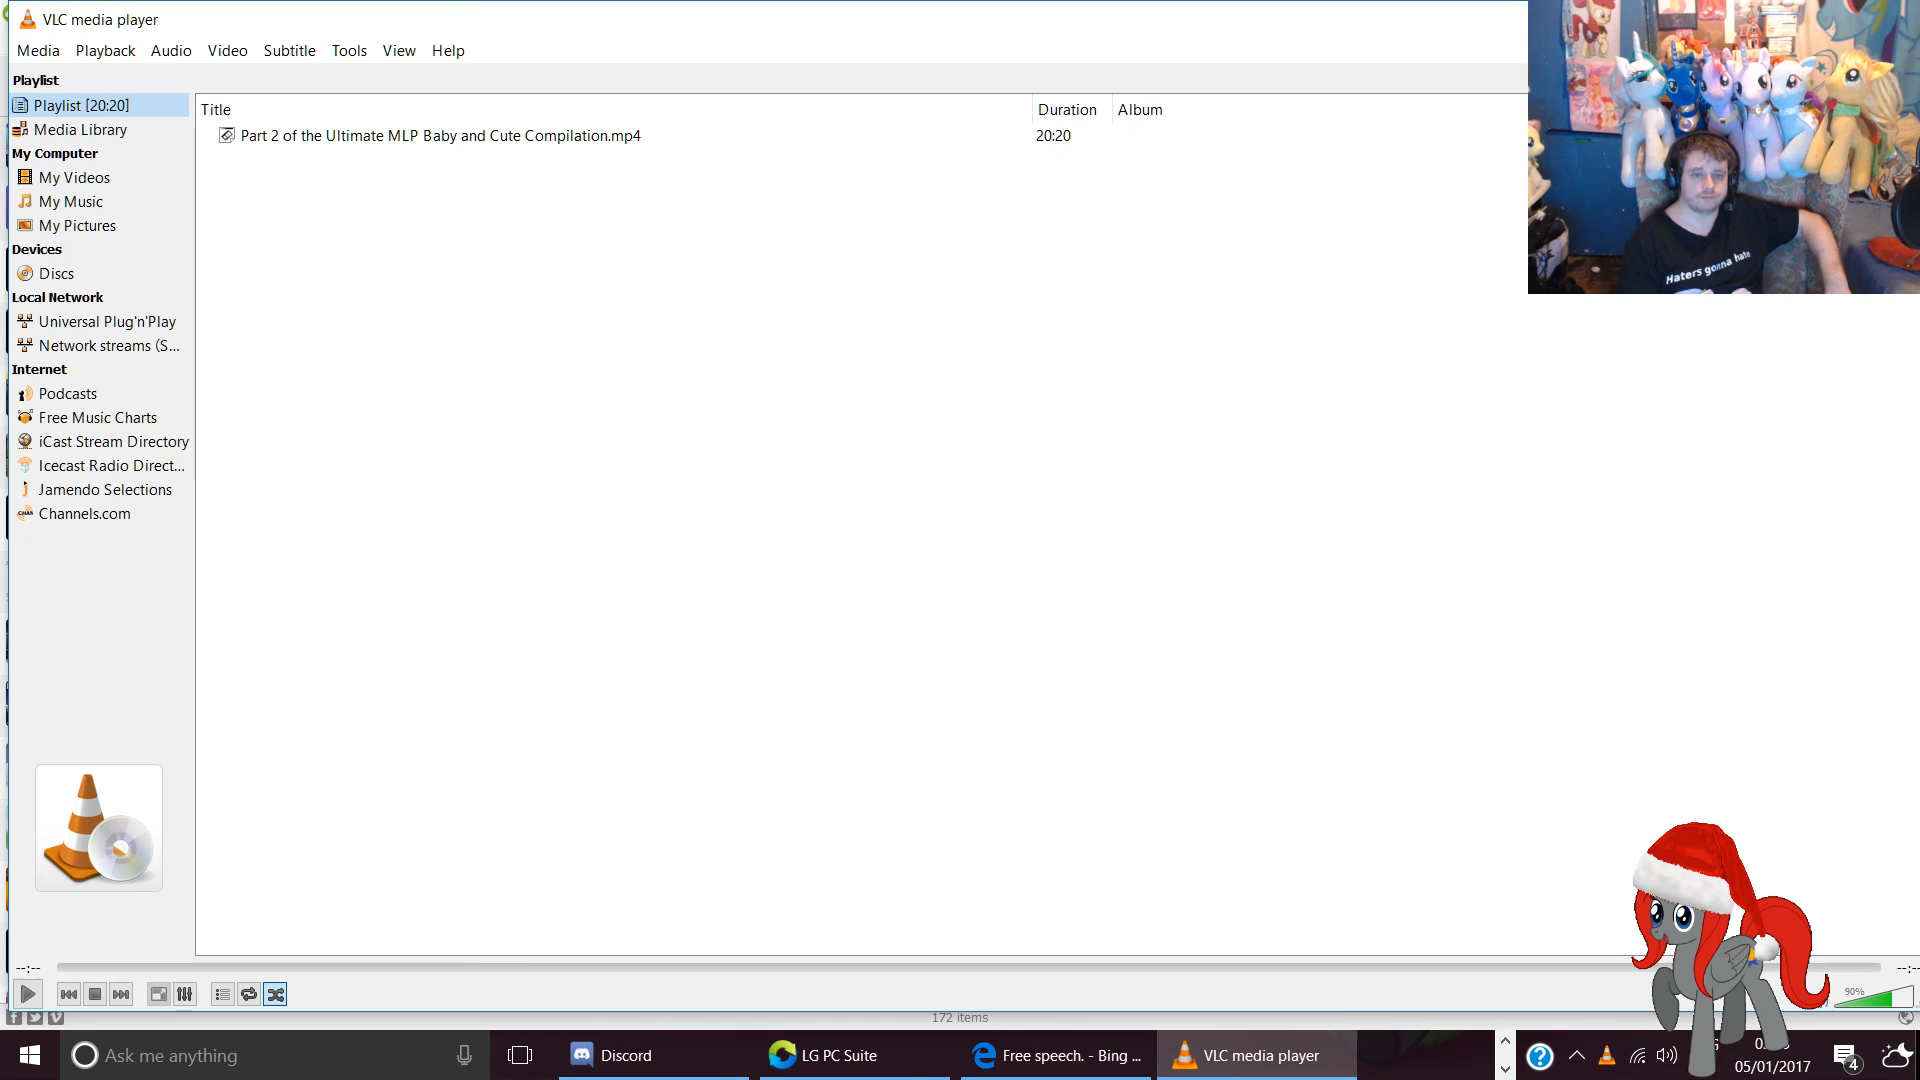 VLC media player
Media Playback Audio Video Subtitle Tools View Help
Playlist
Playlist [20:20]
Media Library
My Computer
My Videos
My Music
My Pictures
Devices
Discs
Local Network
Universal Plug'n'Play
Network streams (S...
Internet
Podcasts
Free Music Charts
iCast Stream Directory
Icecast Radio Direct...
Jamendo Selections
Channels.com
Title Duration Album
Part 2 of the Ultimate MLP Baby and Cute Compilation.mp4 20:20
Haters gonna hate
--:-- --:--
90%
172 items
Ask me anything
Discord
LG PC Suite
Free speech. - Bing ...
VLC media player
05/01/2017
4